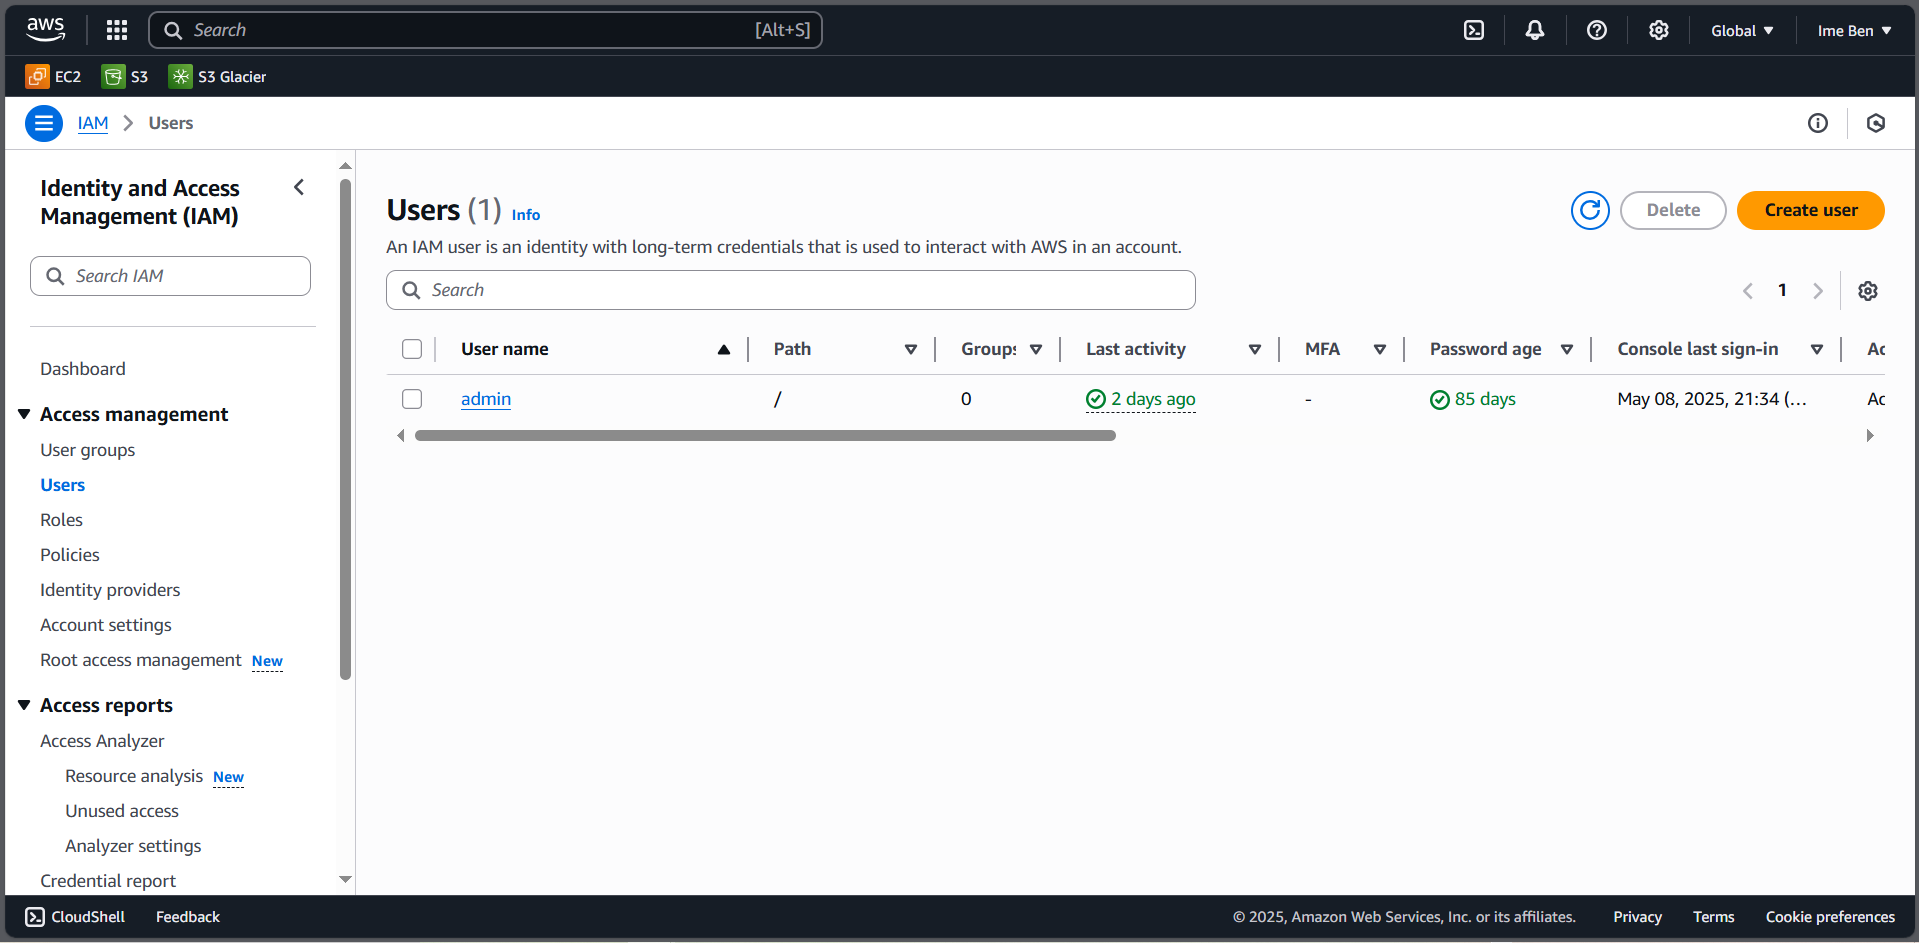 aws
Search [Alt+S]
Global
Ime Ben
EC2
S3
S3 Glacier
IAM
Users
Identity and Access
Management (IAM)
Search IAM
Dashboard
Access management
User groups
Users
Roles
Policies
Identity providers
Account settings
Root access management New
Access reports
Access Analyzer
Resource analysis New
Unused access
Analyzer settings
Credential report
Users (1) Info
Delete
Create user
An IAM user is an identity with long-term credentials that is used to interact with AWS in an account.
Search
1
User name Path Groups Last activity MFA Password age Console last sign-in Ac
admin / 0 2 days ago - 85 days May 08, 2025, 21:34 (... Ac
CloudShell Feedback © 2025, Amazon Web Services, Inc. or its affiliates. Privacy Terms Cookie preferences